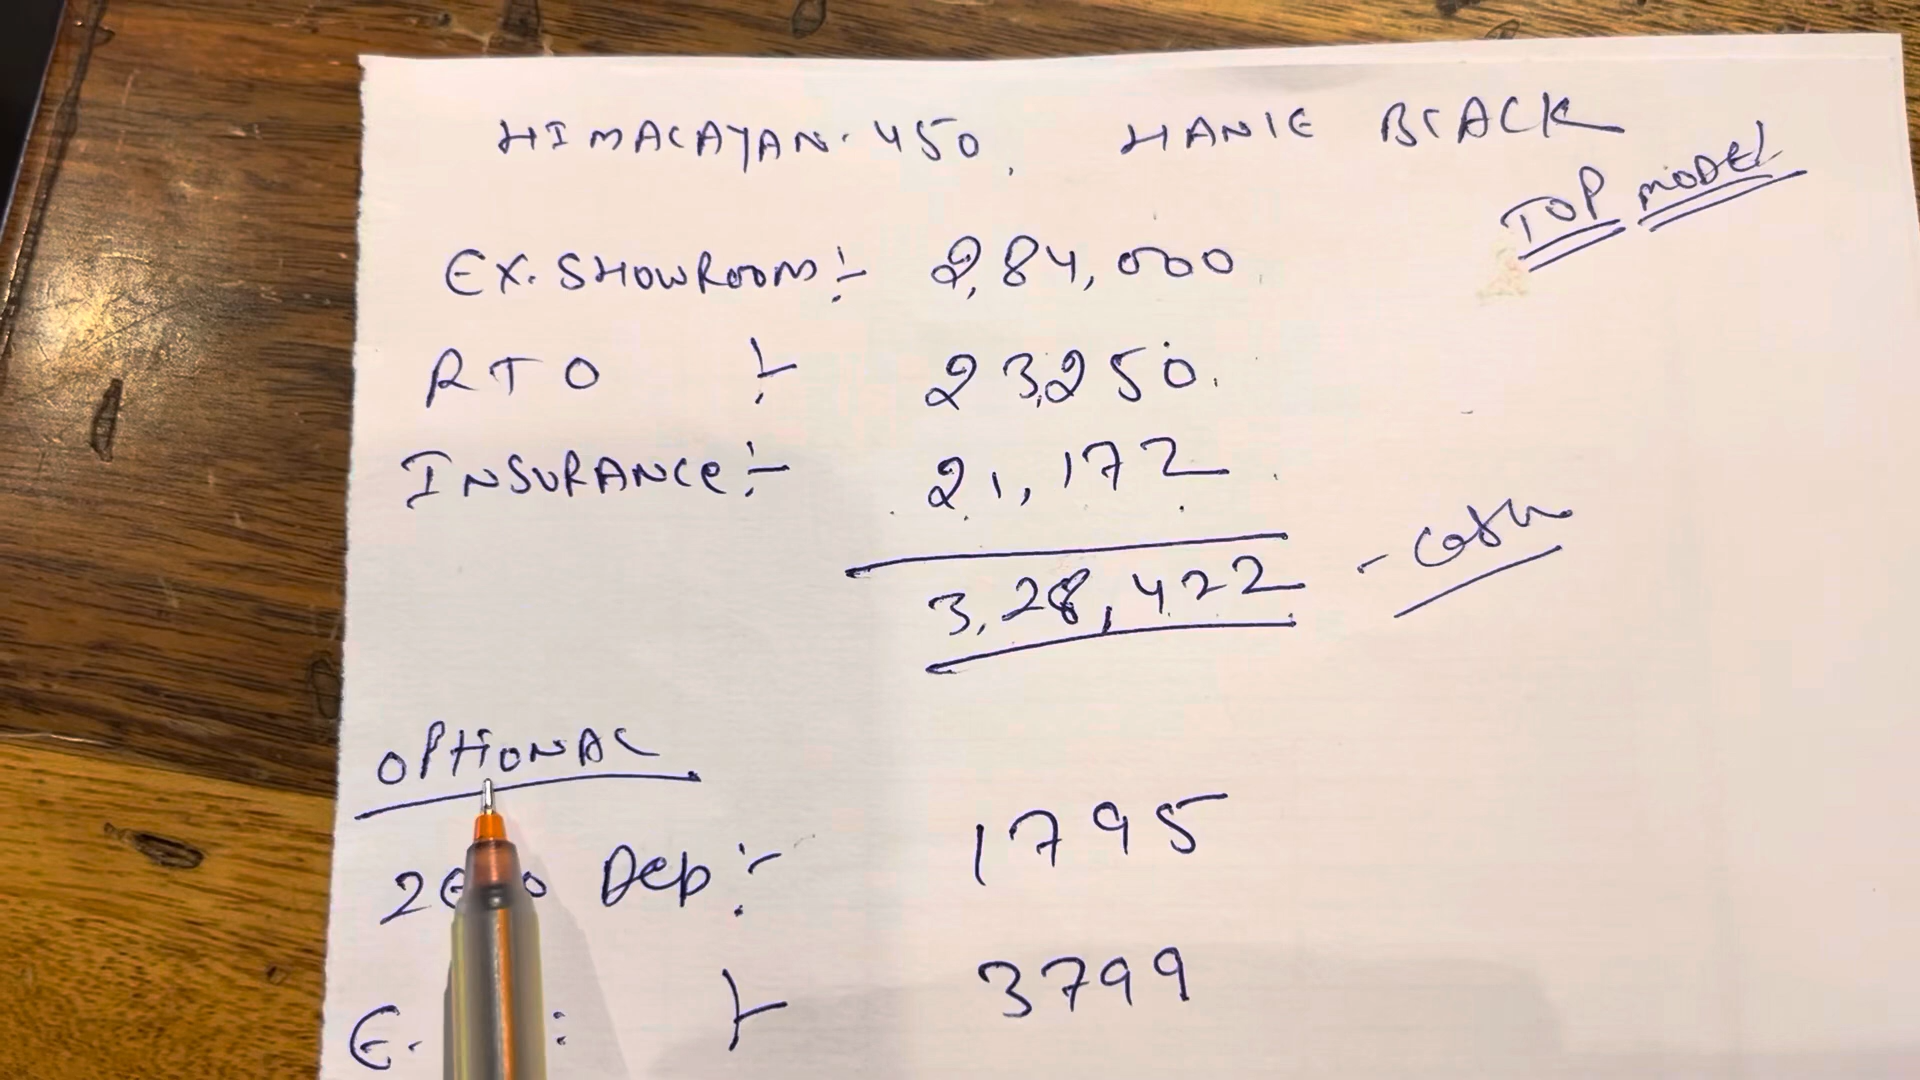 HIMALAYAN. 450, HANLE BLACK
TOP MODEL
EX. SHOWROOM :- 2,84,000
RTO :- 23,250.
INSURANCE :- 21,172
3,28,422 - Cash
OPTIONAL
Dep :- 1795
:- 3799